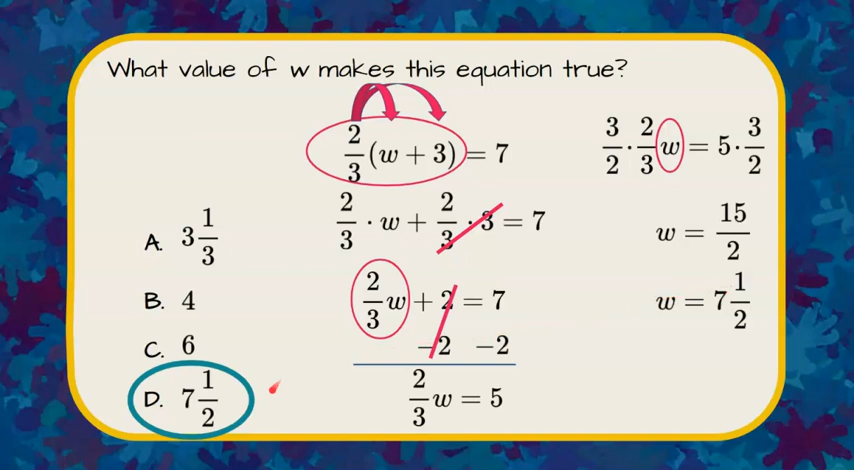 What value of w makes this equation true?
2/3 (w + 3) = 7
2/3 · w + 2/3 · 3 = 7
2/3 w + 2 = 7
−2 −2
2/3 w = 5
3/2 · 2/3 w = 5 · 3/2
w = 15/2
w = 7 1/2
A. 3 1/3
B. 4
C. 6
D. 7 1/2